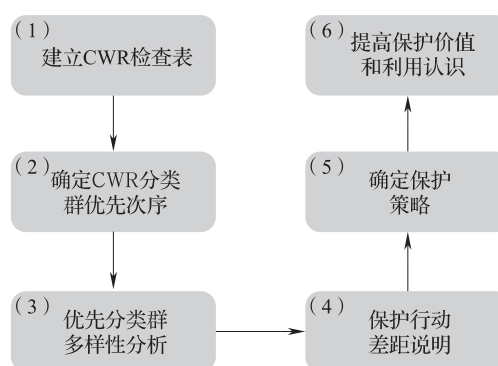 (1)
建立CWR检查表
(2)
确定CWR分类
群优先次序
(3)
优先分类群
多样性分析
(4)
保护行动
差距说明
(5)
确定保护
策略
(6)
提高保护价值
和利用认识